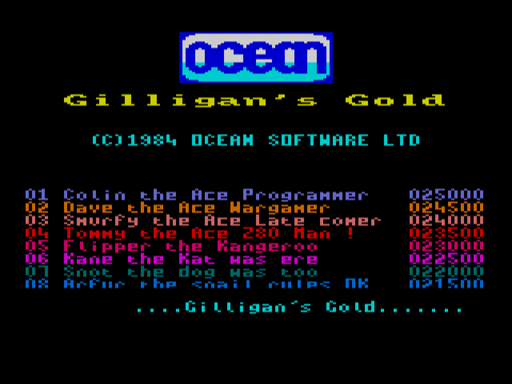 ocean
Gilligan's Gold
(C)1984 OCEAN SOFTWARE LTD
01 Colin the Ace Programmer 025000
02 Dave the Ace Wargamer 024500
03 Smurfy the Ace Late comer 024000
04 Tommy the Ace Z80 Man ! 023500
05 Flipper the Kangeroo 023000
06 Kane the Kat was ere 022500
07 Snot the dog was too 022000
08 Arfur the snail rules OK 021500
....Gilligan's Gold.......